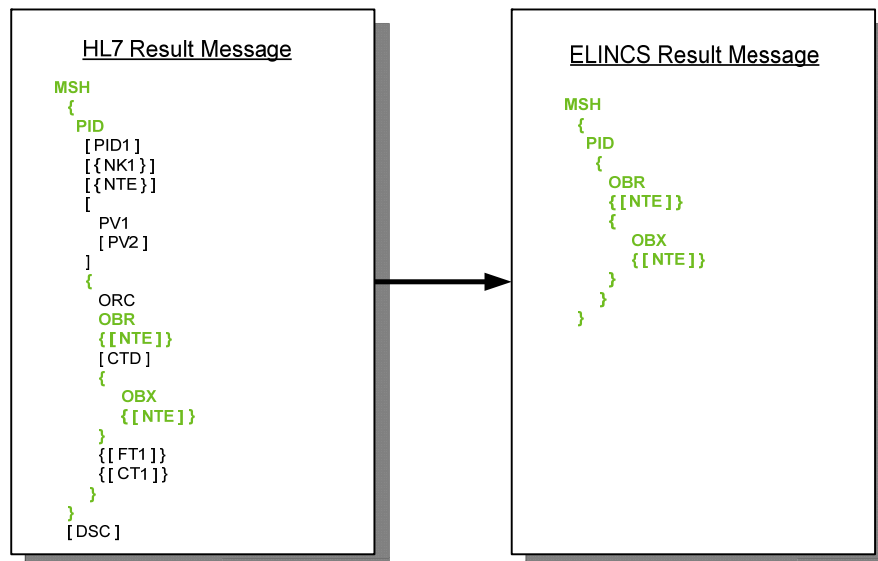 HL7 Result Message
MSH
{
PID
[ PID1 ]
[ { NK1 } ]
[ { NTE } ]
[
PV1
[ PV2 ]
]
{
ORC
OBR
{ [ NTE ] }
[ CTD ]
{
OBX
{ [ NTE ] }
}
{ [ FT1 ] }
{ [ CT1 ] }
}
}
[ DSC ]
ELINCS Result Message
MSH
{
PID
{
OBR
{ [ NTE ] }
{
OBX
{ [ NTE ] }
}
}
}